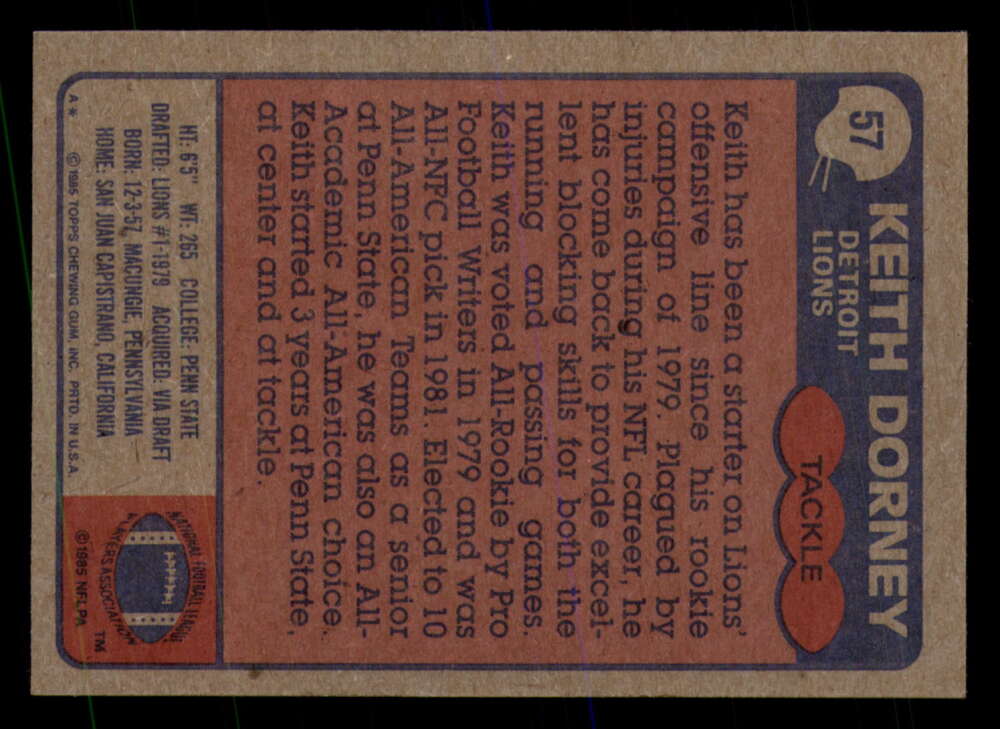 57
KEITH DORNEY
DETROIT
LIONS
TACKLE
Keith has been a starter on Lions'
offensive line since his rookie
campaign of 1979. Plagued by
injuries during his NFL career, he
has come back to provide excel-
lent blocking skills for both the
running and passing games.
Keith was voted All-Rookie by Pro
Football Writers in 1979 and was
All-NFC pick in 1981. Elected to 10
All-American Teams as a senior
at Penn State, he was also an All-
Academic All-American choice.
Keith started 3 years at Penn State,
at center and at tackle.
HT: 6'5" WT: 265 COLLEGE: PENN STATE
DRAFTED: LIONS #1-1979 ACQUIRED: VIA DRAFT
BORN: 12-3-57, MACUNGIE, PENNSYLVANIA
HOME: SAN JUAN CAPISTRANO, CALIFORNIA
A* © 1985 TOPPS CHEWING GUM, INC. PRTD. IN U.S.A.
NATIONAL FOOTBALL LEAGUE
PLAYERS ASSOCIATION
TM
© 1985 NFLPA